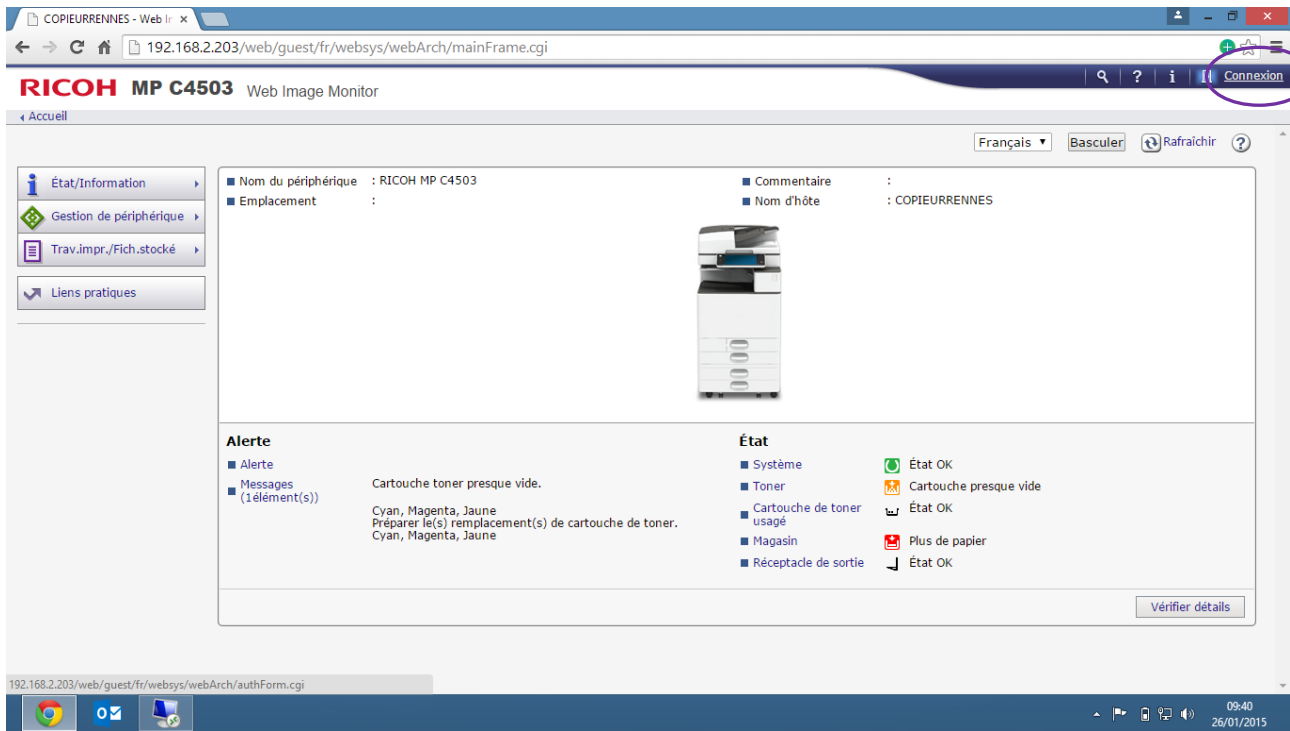 COPIEURRENNES - Web Ir ×
192.168.2.203/web/guest/fr/websys/webArch/mainFrame.cgi
RICOH MP C4503 Web Image Monitor
? i Connexion
Accueil
Français Basculer Rafraîchir ?
État/Information
Gestion de périphérique
Trav.impr./Fich.stocké
Liens pratiques
Nom du périphérique : RICOH MP C4503
Emplacement :
Commentaire :
Nom d'hôte : COPIEURRENNES
Alerte
Alerte
Messages (1élément(s))
Cartouche toner presque vide.
Cyan, Magenta, Jaune
Préparer le(s) remplacement(s) de cartouche de toner.
Cyan, Magenta, Jaune
État
Système État OK
Toner Cartouche presque vide
Cartouche de toner usagé État OK
Magasin Plus de papier
Réceptacle de sortie État OK
Vérifier détails
192.168.2.203/web/guest/fr/websys/webArch/authForm.cgi
09:40
26/01/2015